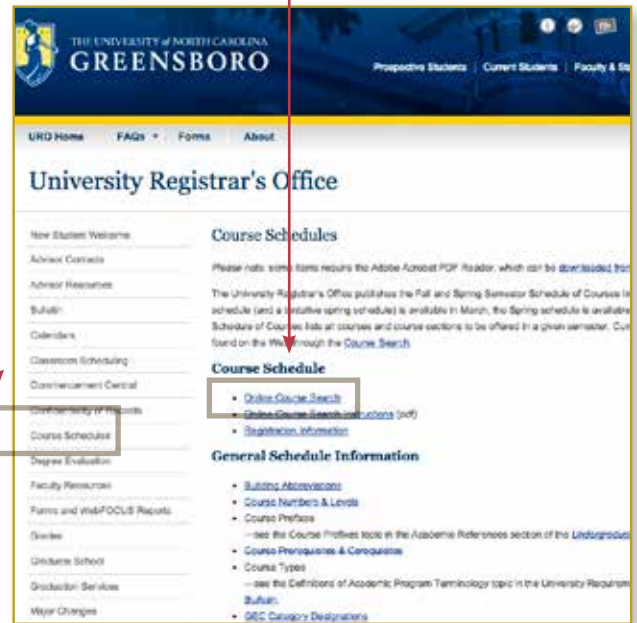 THE UNIVERSITY of NORTH CAROLINA
GREENSBORO
Prospective Students | Current Students | Faculty & St
URO Home FAQs Forms About
University Registrar's Office
New Student Welcome
Advisor Contacts
Advisor Resources
Bulletin
Calendars
Classroom Scheduling
Commencement Central
Confidentiality of Records
Course Schedules
Degree Evaluation
Faculty Resources
Forms and WebFOCUS Reports
Grades
Graduate School
Graduation Services
Major Changes
Course Schedules
Please note: some items require the Adobe Acrobat PDF Reader, which can be downloaded from
The University Registrar's Office publishes the Fall and Spring Semester Schedule of Courses
schedule (and a tentative spring schedule) is available in March, the Spring schedule is available
Schedule of Courses lists all courses and course sections to be offered in a given semester.
found on the Web through the Course Search.
Course Schedule
• Online Course Search
• Online Course Search Instructions (pdf)
• Registration Information
General Schedule Information
• Building Abbreviations
• Course Numbers & Levels
• Course Prefixes
—see the Course Prefixes topic in the Academic References section of the Undergraduate
• Course Prerequisites & Corequisites
• Course Types
—see the Definitions of Academic Program Terminology topic in the University
Bulletin.
• GEC Category Designations